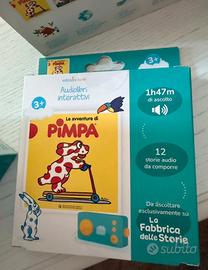 3+
Audiolibri
interattivi
3+
Le avventure di
PIMPA
1h47m
di ascolto
12
storie audio
da comporre
Da ascoltare
esclusivamente su
La
Fabbrica
delle Storie